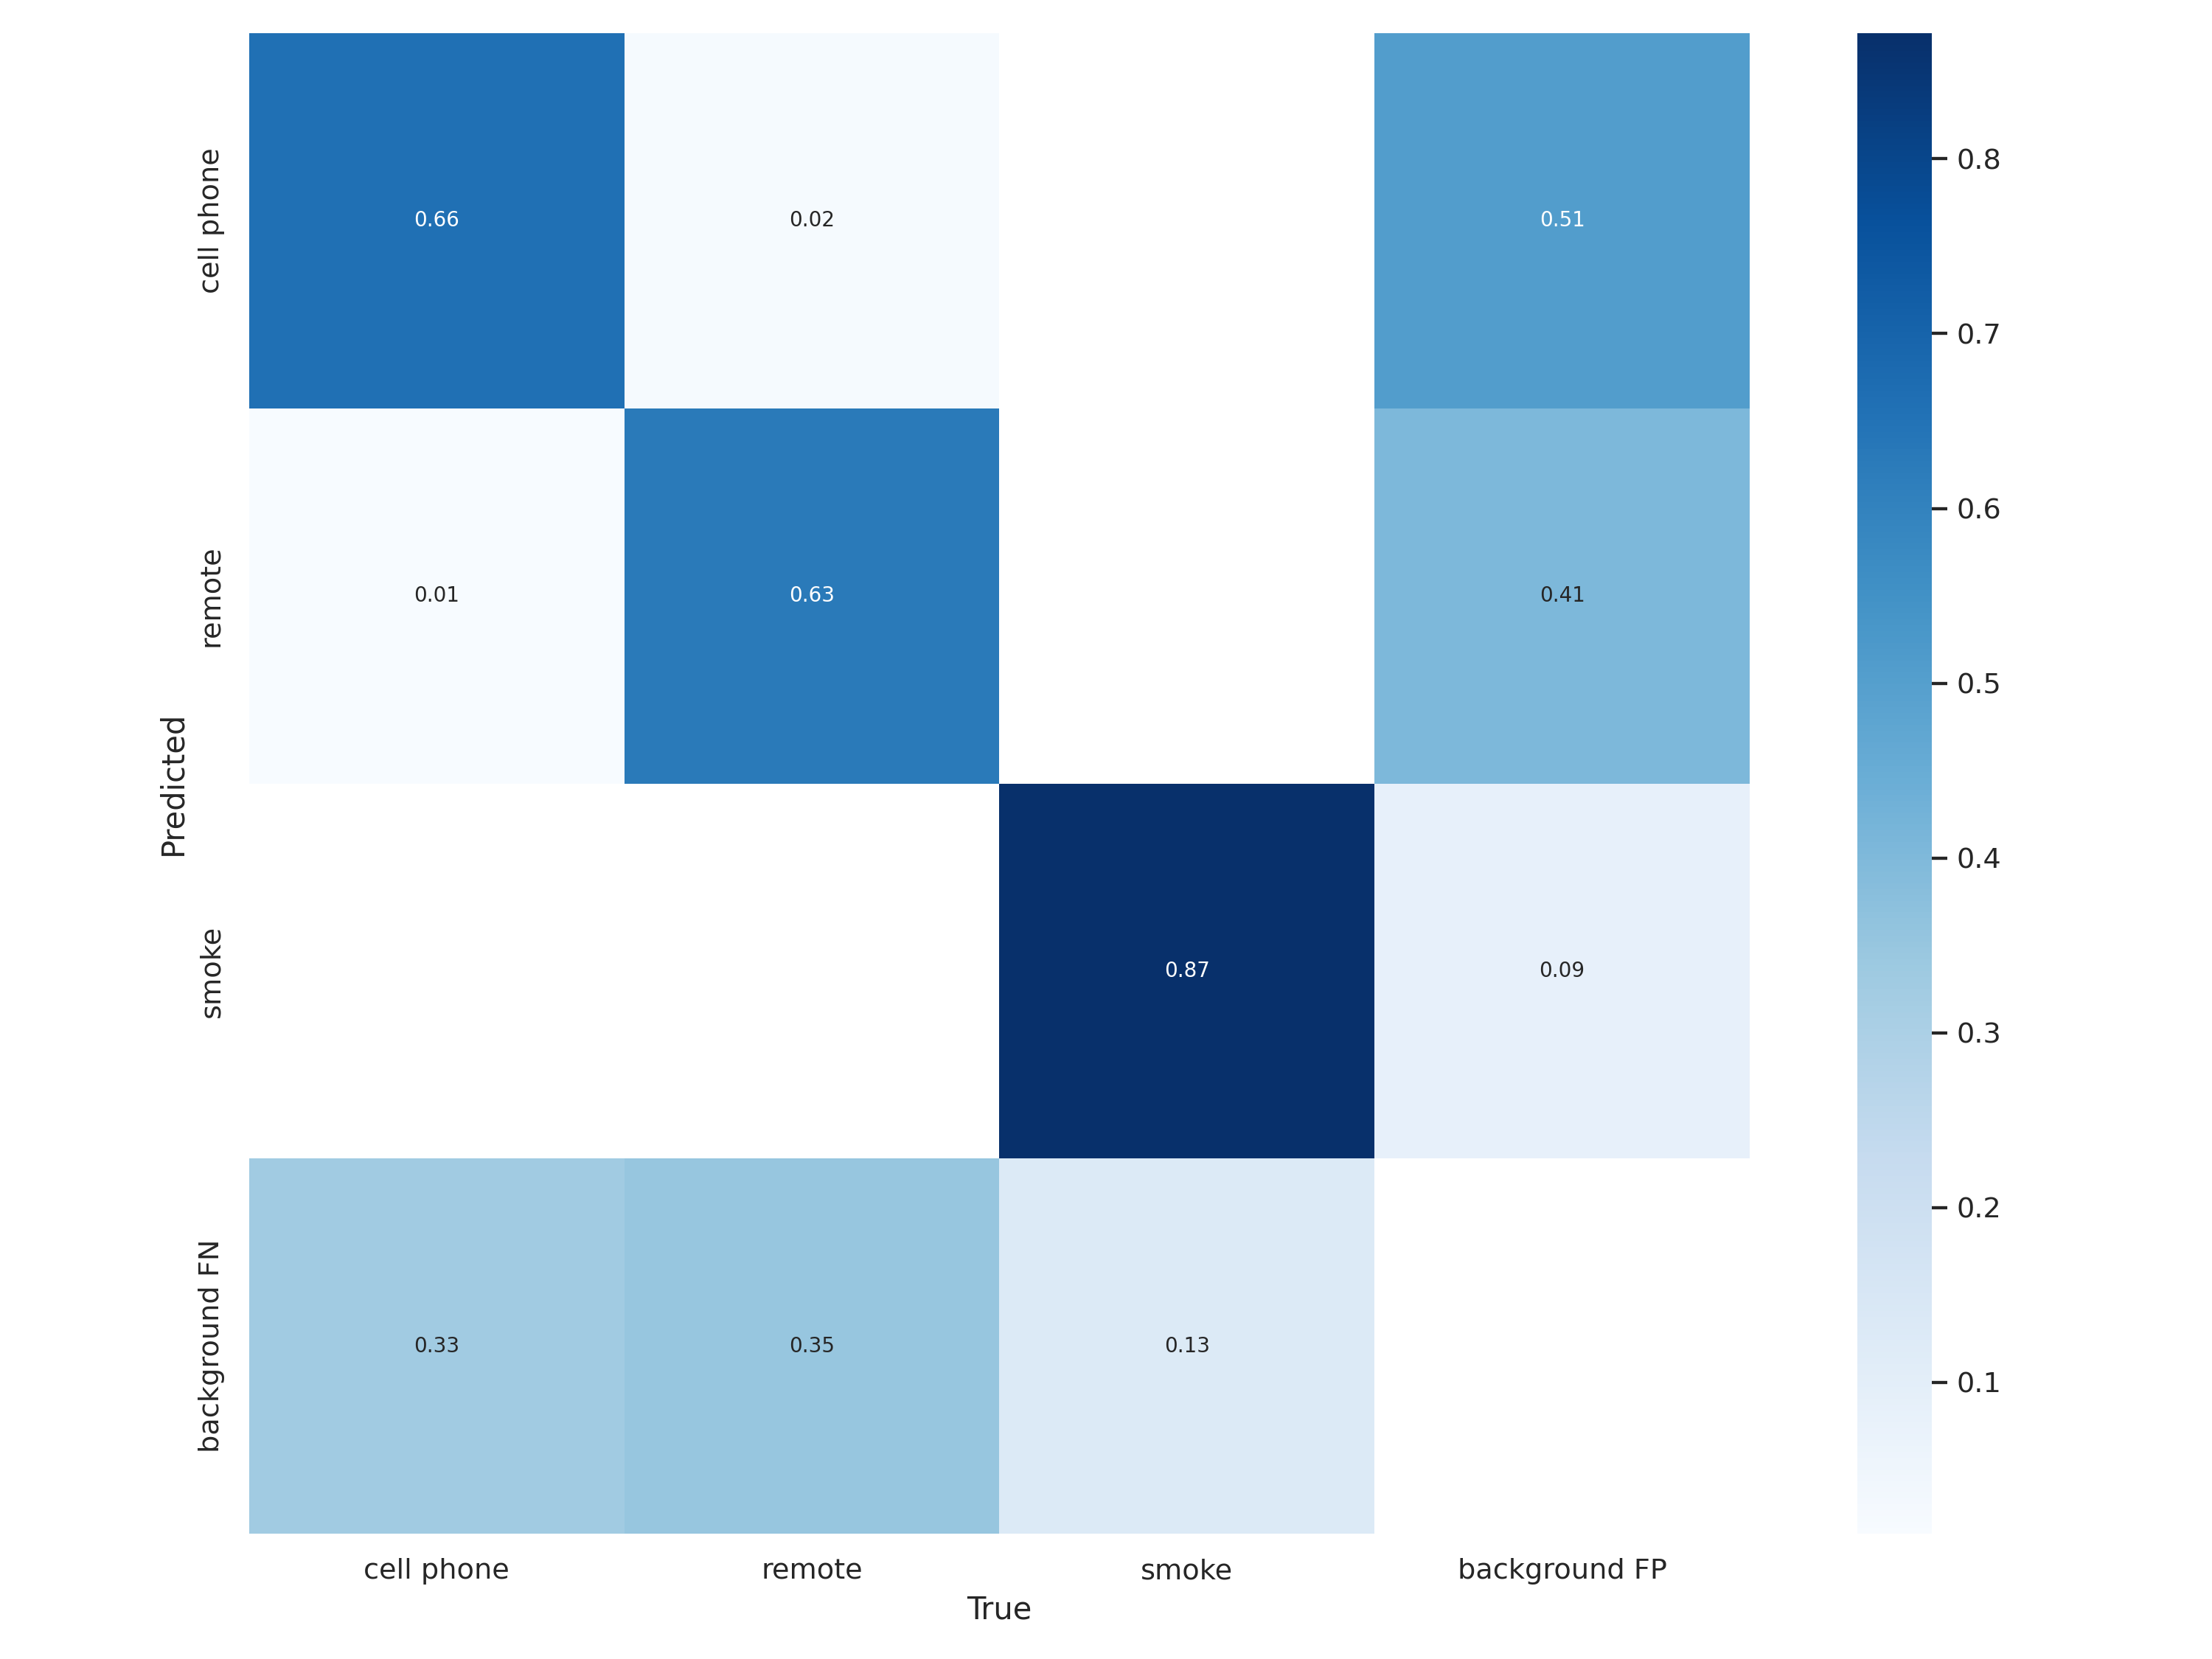 cell phone
0.66
0.02
0.51
remote
0.01
0.63
0.41
smoke
0.87
0.09
background FN
0.33
0.35
0.13
Predicted
cell phone
remote
smoke
background FP
True
0.8
0.7
0.6
0.5
0.4
0.3
0.2
0.1